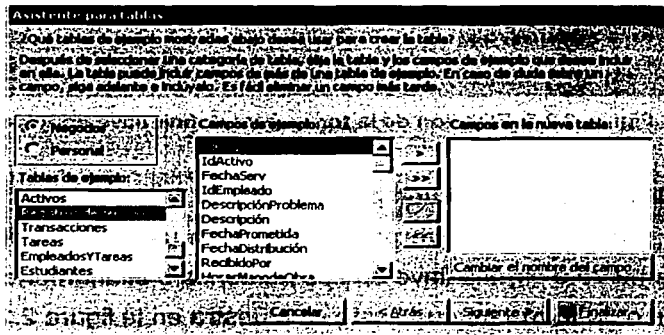 Asistente para tablas
¿Qué tablas de ejemplo mostradas abajo desea usar para crear la tabla?
Después de seleccionar una categoría de tabla, elija la tabla y los campos de ejemplo que desee incluir
en ella. La tabla puede incluir campos de más de una tabla de ejemplo. En caso de duda sobre un
campo, siga adelante e inclúyalo. Es fácil eliminar un campo más tarde.
Negocios
Personal
Campos de ejemplo:
Campos en la nueva tabla:
Tablas de ejemplo:
Activos
Transacciones
Tareas
EmpleadosYTareas
Estudiantes
IdActivo
FechaServ
IdEmpleado
DescripciónProblema
Descripción
FechaPrometida
FechaDistribución
RecibidoPor
HorasManodeObra
>>
Cambiar el nombre del campo
Cancelar
< Atrás
Siguiente >
Finalizar